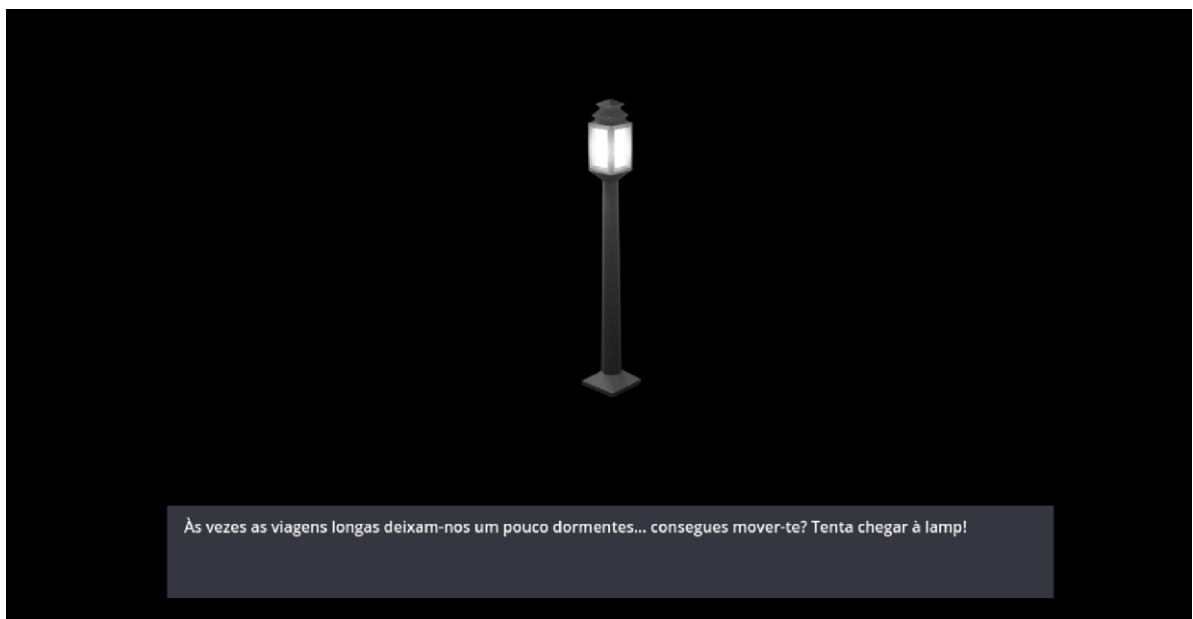 Às vezes as viagens longas deixam-nos um pouco dormentes... consegues mover-te? Tenta chegar à lamp!